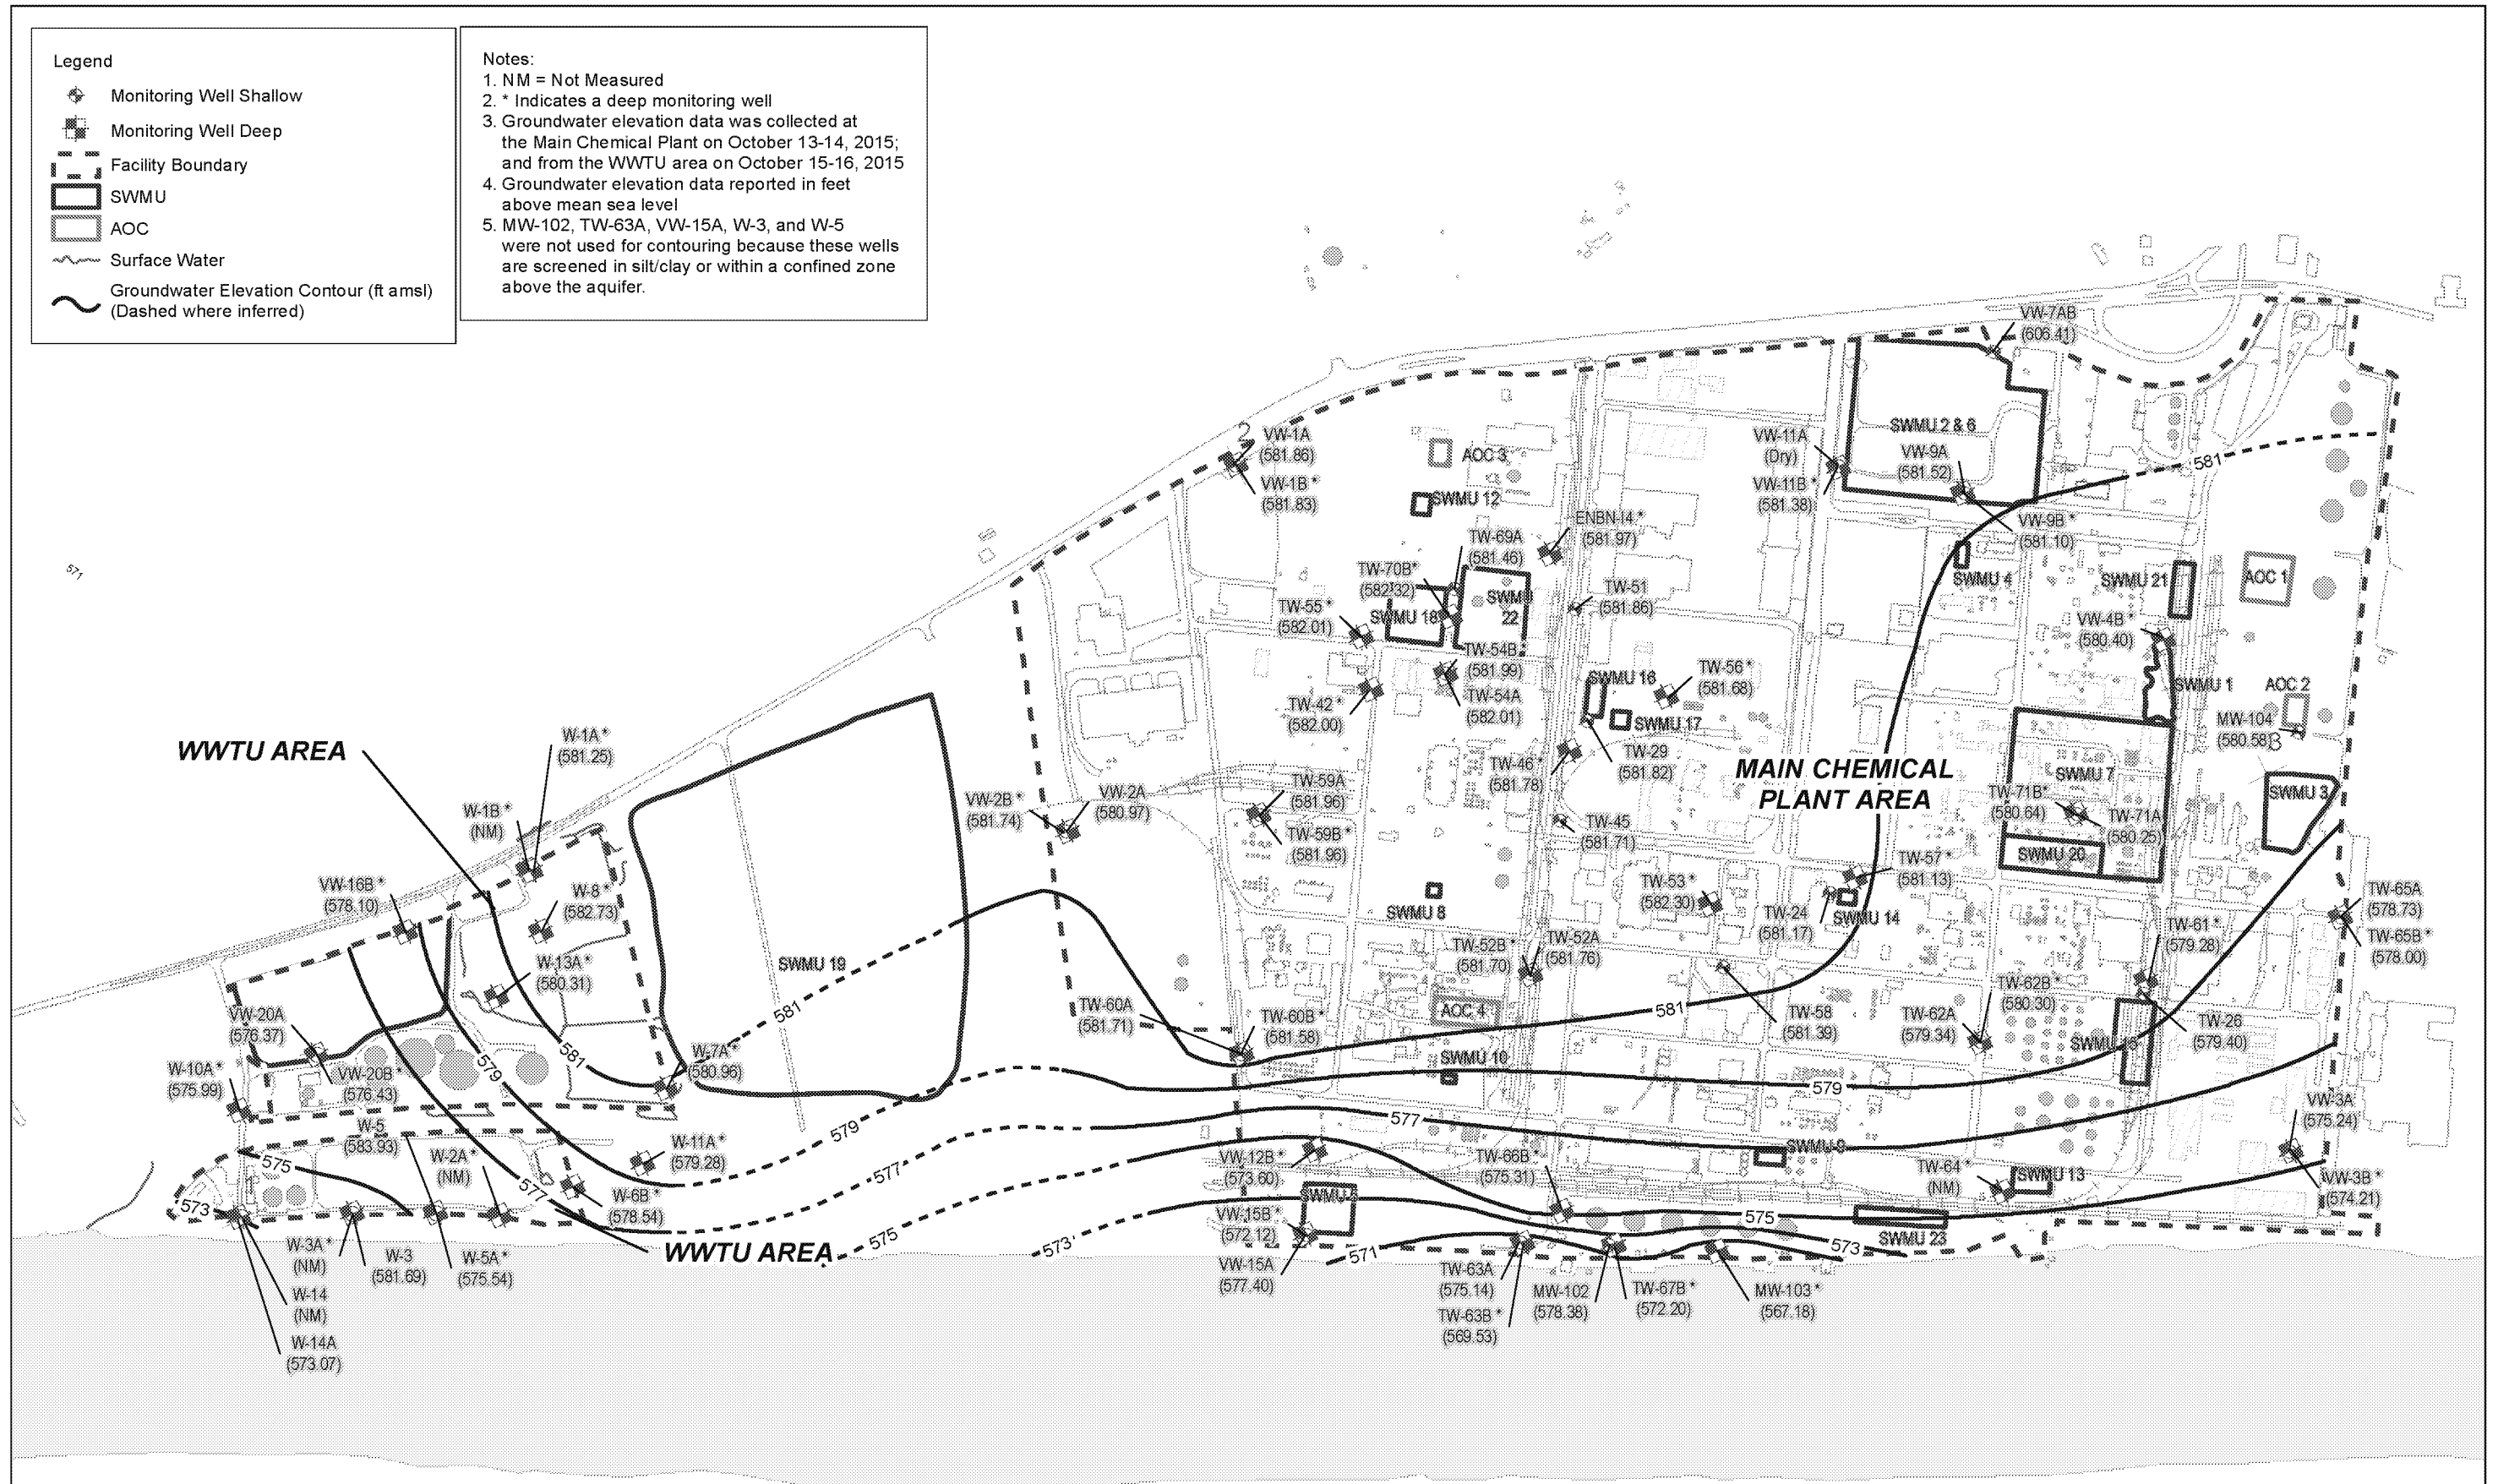 Legend
Monitoring Well Shallow
Monitoring Well Deep
Facility Boundary
SWMU
AOC
Surface Water
Groundwater Elevation Contour (ft amsl)
(Dashed where inferred)
Notes:
1. NM = Not Measured
2. * Indicates a deep monitoring well
3. Groundwater elevation data was collected at
the Main Chemical Plant on October 13-14, 2015;
and from the WWTU area on October 15-16, 2015
4. Groundwater elevation data reported in feet
above mean sea level
5. MW-102, TW-63A, VW-15A, W-3, and W-5
were not used for contouring because these wells
are screened in silt/clay or within a confined zone
above the aquifer.
VW-7AB
(606.41)
VW-1A
(581.86)
VW-1B *
(581.83)
AOC 3
SWMU 12
VW-11A
(Dry)
VW-11B *
(581.38)
SWMU 2 & 6
VW-9A
(581.52)
581
VW-9B *
(581.10)
ENBN-I4 *
(581.97)
TW-69A
(581.46)
TW-70B*
(582.32)
571
TW-55 *
(582.01)
SWMU 18
SWMU
22
TW-51
(581.86)
SWMU 4
SWMU 21
AOC 1
VW-4B *
(580.40)
TW-54B *
(581.99)
TW-54A
(582.01)
TW-42 *
(582.00)
SWMU 16
TW-56 *
(581.68)
SWMU 17
SWMU 1
AOC 2
MW-104
(580.58)
WWTU AREA
W-1A *
(581.25)
TW-46 *
(581.78)
TW-29
(581.82)
MAIN CHEMICAL
PLANT AREA
SWMU 7
SWMU 3
W-1B *
(NM)
VW-2B *
(581.74)
VW-2A
(580.97)
TW-59A
(581.96)
TW-59B *
(581.96)
TW-45
(581.71)
TW-71B*
(580.64)
TW-71A
(580.25)
SWMU 20
VW-16B *
(578.10)
W-8 *
(582.73)
SWMU 8
TW-53 *
(582.30)
TW-57 *
(581.13)
TW-24
(581.17)
SWMU 14
TW-65A
(578.73)
TW-65B *
(578.00)
TW-61 *
(579.28)
W-13A *
(580.31)
SWMU 19
TW-52B *
(581.70)
TW-52A
(581.76)
581
TW-60A
(581.71)
TW-60B *
(581.58)
AOC 4
581
TW-58
(581.39)
TW-62B *
(580.30)
TW-62A
(579.34)
TW-26
(579.40)
VW-20A
(576.37)
W-10A *
(575.99)
VW-20B *
(576.43)
579
581
W-7A *
(580.96)
SWMU 10
579
VW-3A
(575.24)
W-5
(583.93)
W-2A *
(NM)
W-11A *
(579.28)
579
577
577
SWMU 9
575
577
W-6B *
(578.54)
VW-12B *
(573.60)
TW-66B *
(575.31)
TW-64 *
(NM)
SWMU 13
VW-3B *
(574.21)
573
VW-15B *
(572.12)
575
573
SWMU 23
W-3A *
(NM)
W-3
(581.69)
W-5A *
(575.54)
WWTU AREA
575
573
571
VW-15A
(577.40)
TW-63A
(575.14)
TW-63B *
(569.53)
MW-102
(578.38)
TW-67B *
(572.20)
MW-103 *
(567.18)
W-14
(NM)
W-14A
(573.07)